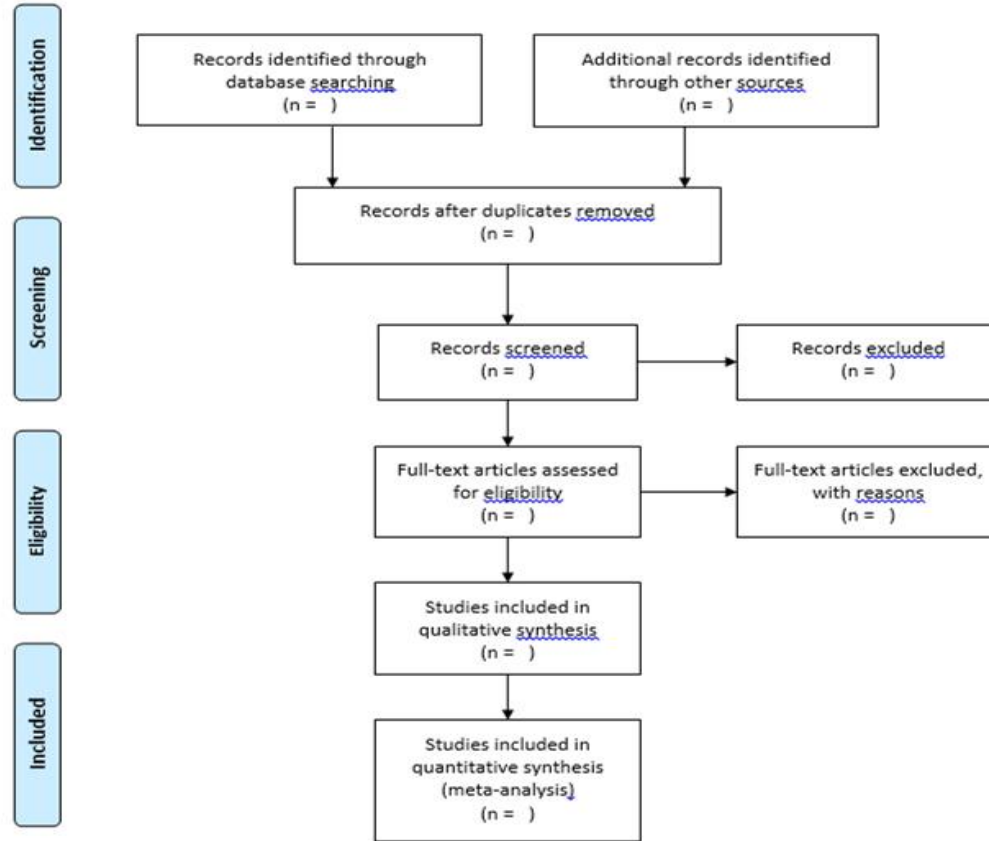 Identification
Records identified through
database searching
(n =   )
Additional records identified
through other sources
(n =   )
Records after duplicates removed
(n =   )
Screening
Records screened
(n =   )
Records excluded
(n =   )
Eligibility
Full-text articles assessed
for eligibility
(n =   )
Full-text articles excluded,
with reasons
(n =   )
Studies included in
qualitative synthesis
(n =   )
Included
Studies included in
quantitative synthesis
(meta-analysis)
(n =   )